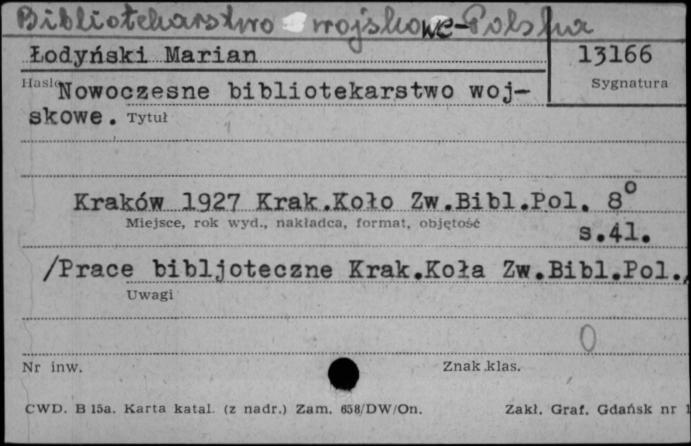 Bibliotekarstwo wojskowe-Polska
Łodyński Marian 13166
Hasło Sygnatura
Nowoczesne bibliotekarstwo woj-
skowe. Tytuł
Kraków 1927 Krak.Koło Zw.Bibl.Pol. 8°
Miejsce, rok wyd., nakładca, format, objętość
s.41.
/Prace bibljoteczne Krak.Koła Zw.Bibl.Pol./
Uwagi
0
Nr inw. Znak klas.
CWD. B 15a. Karta katal. (z nadr.) Zam. 658/DW/On. Zakł. Graf. Gdańsk nr 1